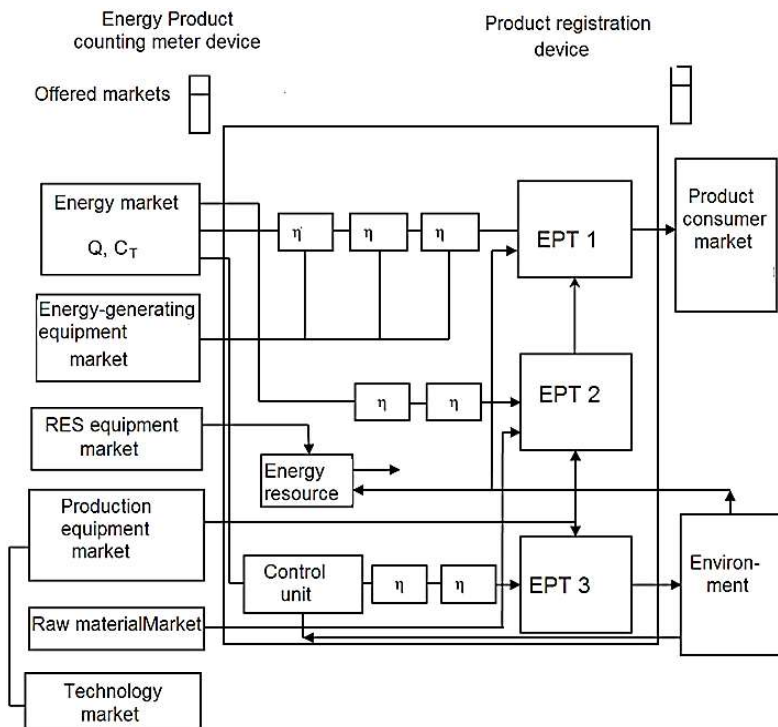 Energy Product
counting meter device
Product registration
device
Offered markets
Energy market
Q, CT
η
η
η
EPT 1
Product
consumer
market
Energy-generating
equipment
market
η
η
EPT 2
RES equipment
market
Energy
resource
Production
equipment
market
Control
unit
η
η
EPT 3
Environ-
ment
Raw materialMarket
Technology
market